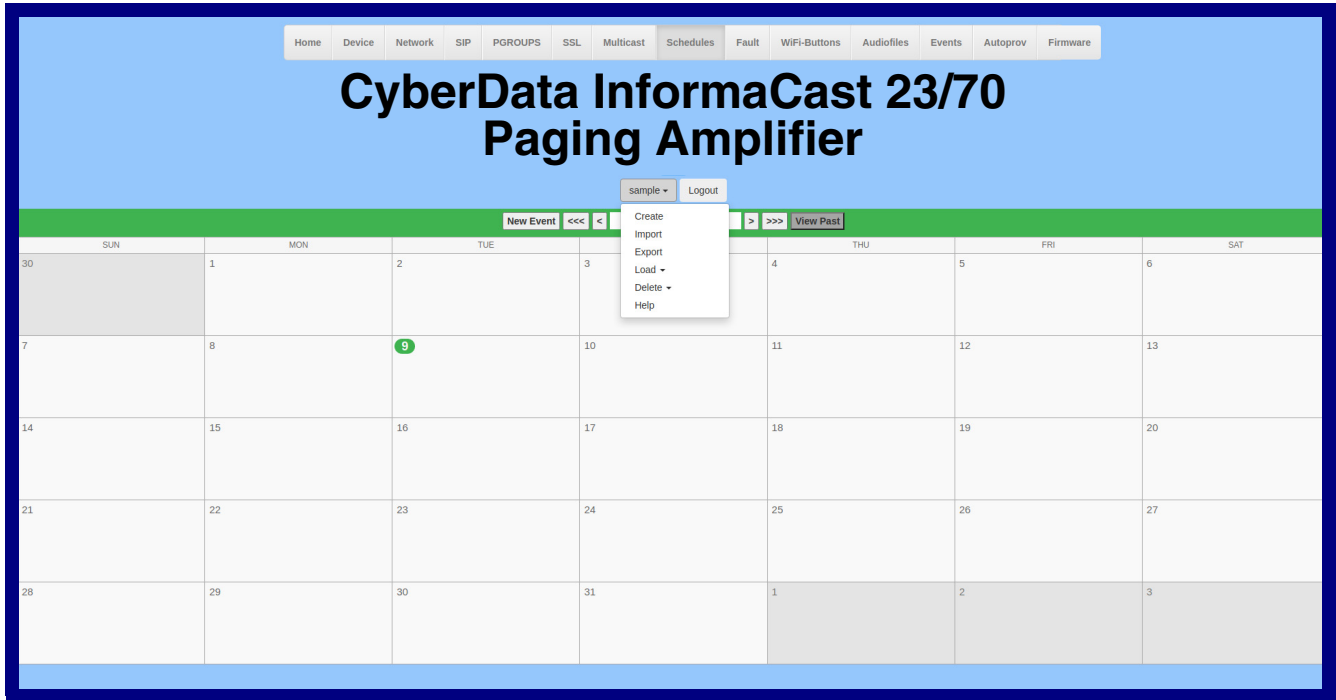 Home Device Network SIP PGROUPS SSL Multicast Schedules Fault WiFi-Buttons Audiofiles Events Autoprov Firmware
CyberData InformaCast 23/70
Paging Amplifier
sample Logout
New Event <<< < > >>> View Past
Create
Import
Export
Load
Delete
Help
SUN MON TUE THU FRI SAT
30 1 2 3 4 5 6
7 8 9 10 11 12 13
14 15 16 17 18 19 20
21 22 23 24 25 26 27
28 29 30 31 1 2 3